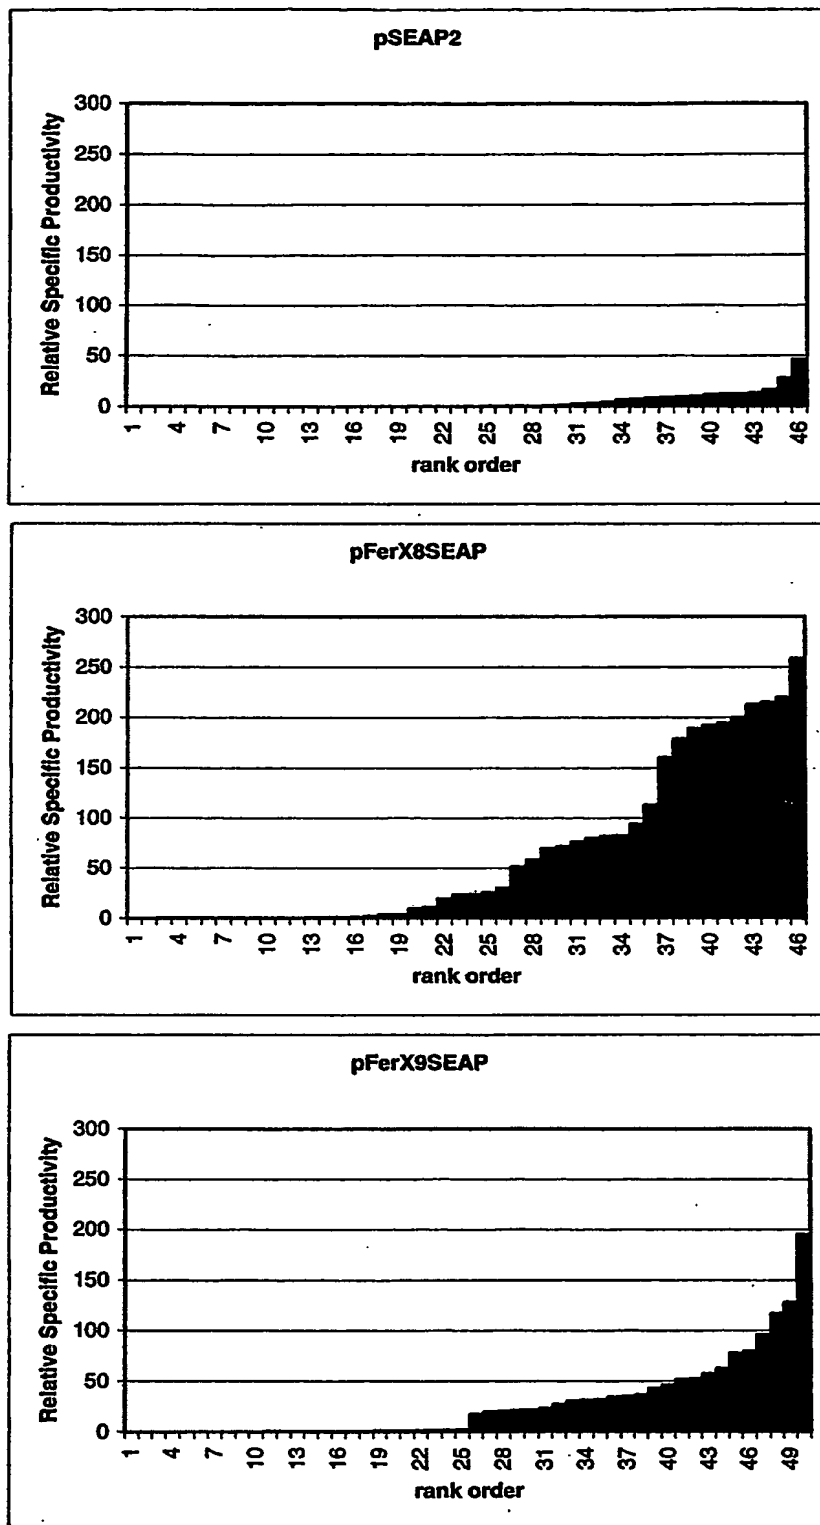 pSEAP2
Relative Specific Productivity
300
250
200
150
100
50
0
1 4 7 10 13 16 19 22 25 28 31 34 37 40 43 46
rank order
pFerX8SEAP
Relative Specific Productivity
300
250
200
150
100
50
0
1 4 7 10 13 16 19 22 25 28 31 34 37 40 43 46
rank order
pFerX9SEAP
Relative Specific Productivity
300
250
200
150
100
50
0
1 4 7 10 13 16 19 22 25 28 31 34 36 40 43 46 49
rank order